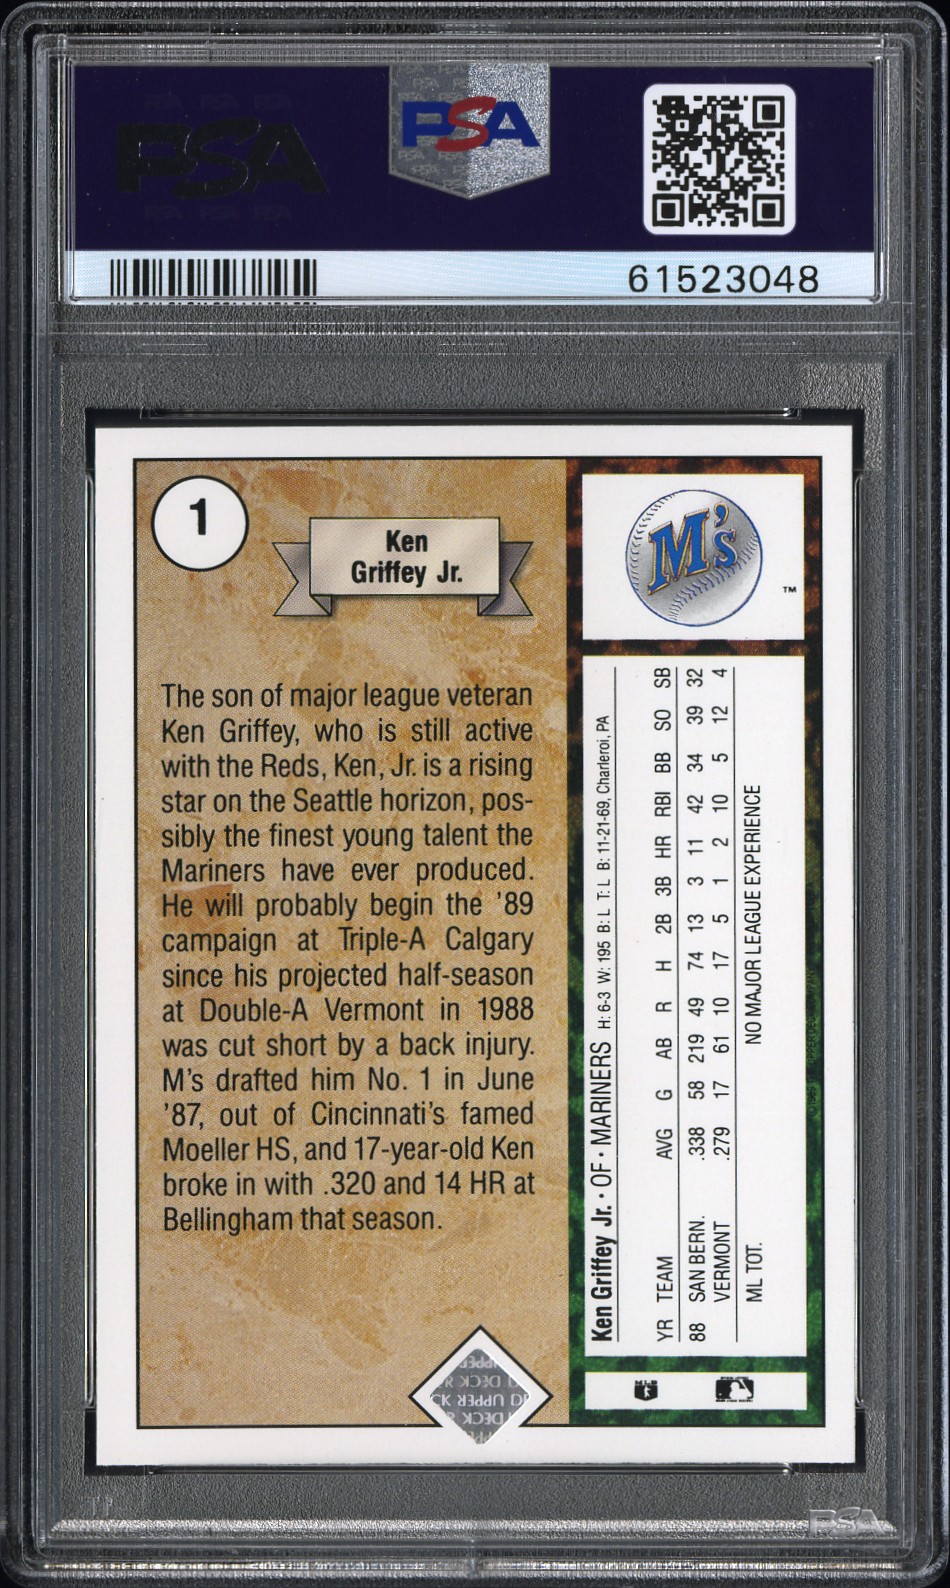 PSA
PSA
61523048
1
Ken
Griffey Jr.
The son of major league veteran
Ken Griffey, who is still active
with the Reds, Ken, Jr. is a rising
star on the Seattle horizon, pos-
sibly the finest young talent the
Mariners have ever produced.
He will probably begin the '89
campaign at Triple-A Calgary
since his projected half-season
at Double-A Vermont in 1988
was cut short by a back injury.
M's drafted him No. 1 in June
'87, out of Cincinnati's famed
Moeller HS, and 17-year-old Ken
broke in with .320 and 14 HR at
Bellingham that season.
M's
TM
Ken Griffey Jr. • OF • MARINERS H: 6-3 W: 195 B: L T: L B: 11-21-69, Charleroi, PA
YR TEAM AVG G AB R H 2B 3B HR RBI BB SO SB
88 SAN BERN. .338 58 219 49 74 13 3 11 42 34 39 32
VERMONT .279 17 61 10 17 5 1 2 10 5 12 4
ML TOT. NO MAJOR LEAGUE EXPERIENCE
UPPER DECK
PSA